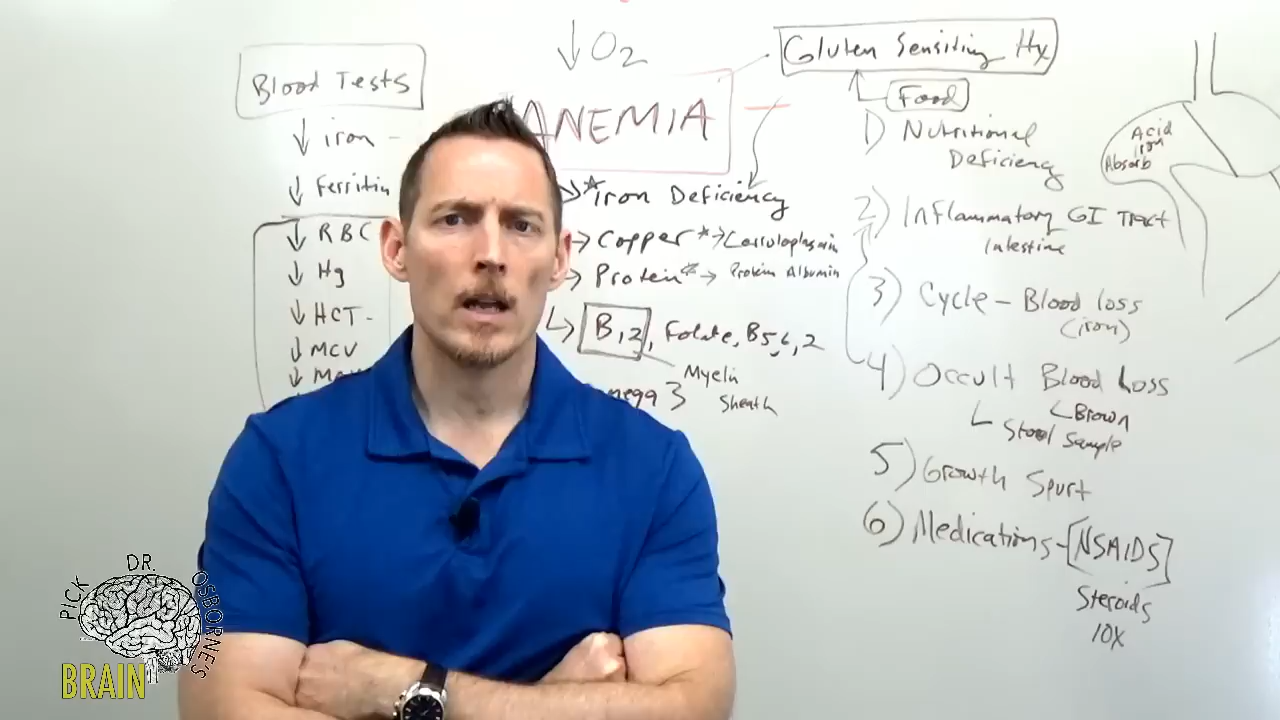 ↓ O2
ANEMIA
Blood Tests
↓ iron -
↓ Ferritin
↓ RBC
↓ Hg
↓ HCT -
↓ MCV
↓
* Iron Deficiency
→ Copper * →
→ Protein * → Protein Albumin
↳ B12, Folate, B5,6,2
Myelin
Sheath
omega 3
Gluten Sensitivity Hx
Food
1) Nutritional
Deficiency
2) Inflammatory GI Tract
Intestine
3) Cycle - Blood loss
(iron)
4) Occult Blood Loss
Brown
Stool Sample
5) Growth Spurt
6) Medications - [NSAIDS]
Steroids
10x
Acid
Iron
Absorb
PICK DR. OSBORNE'S
BRAIN!!